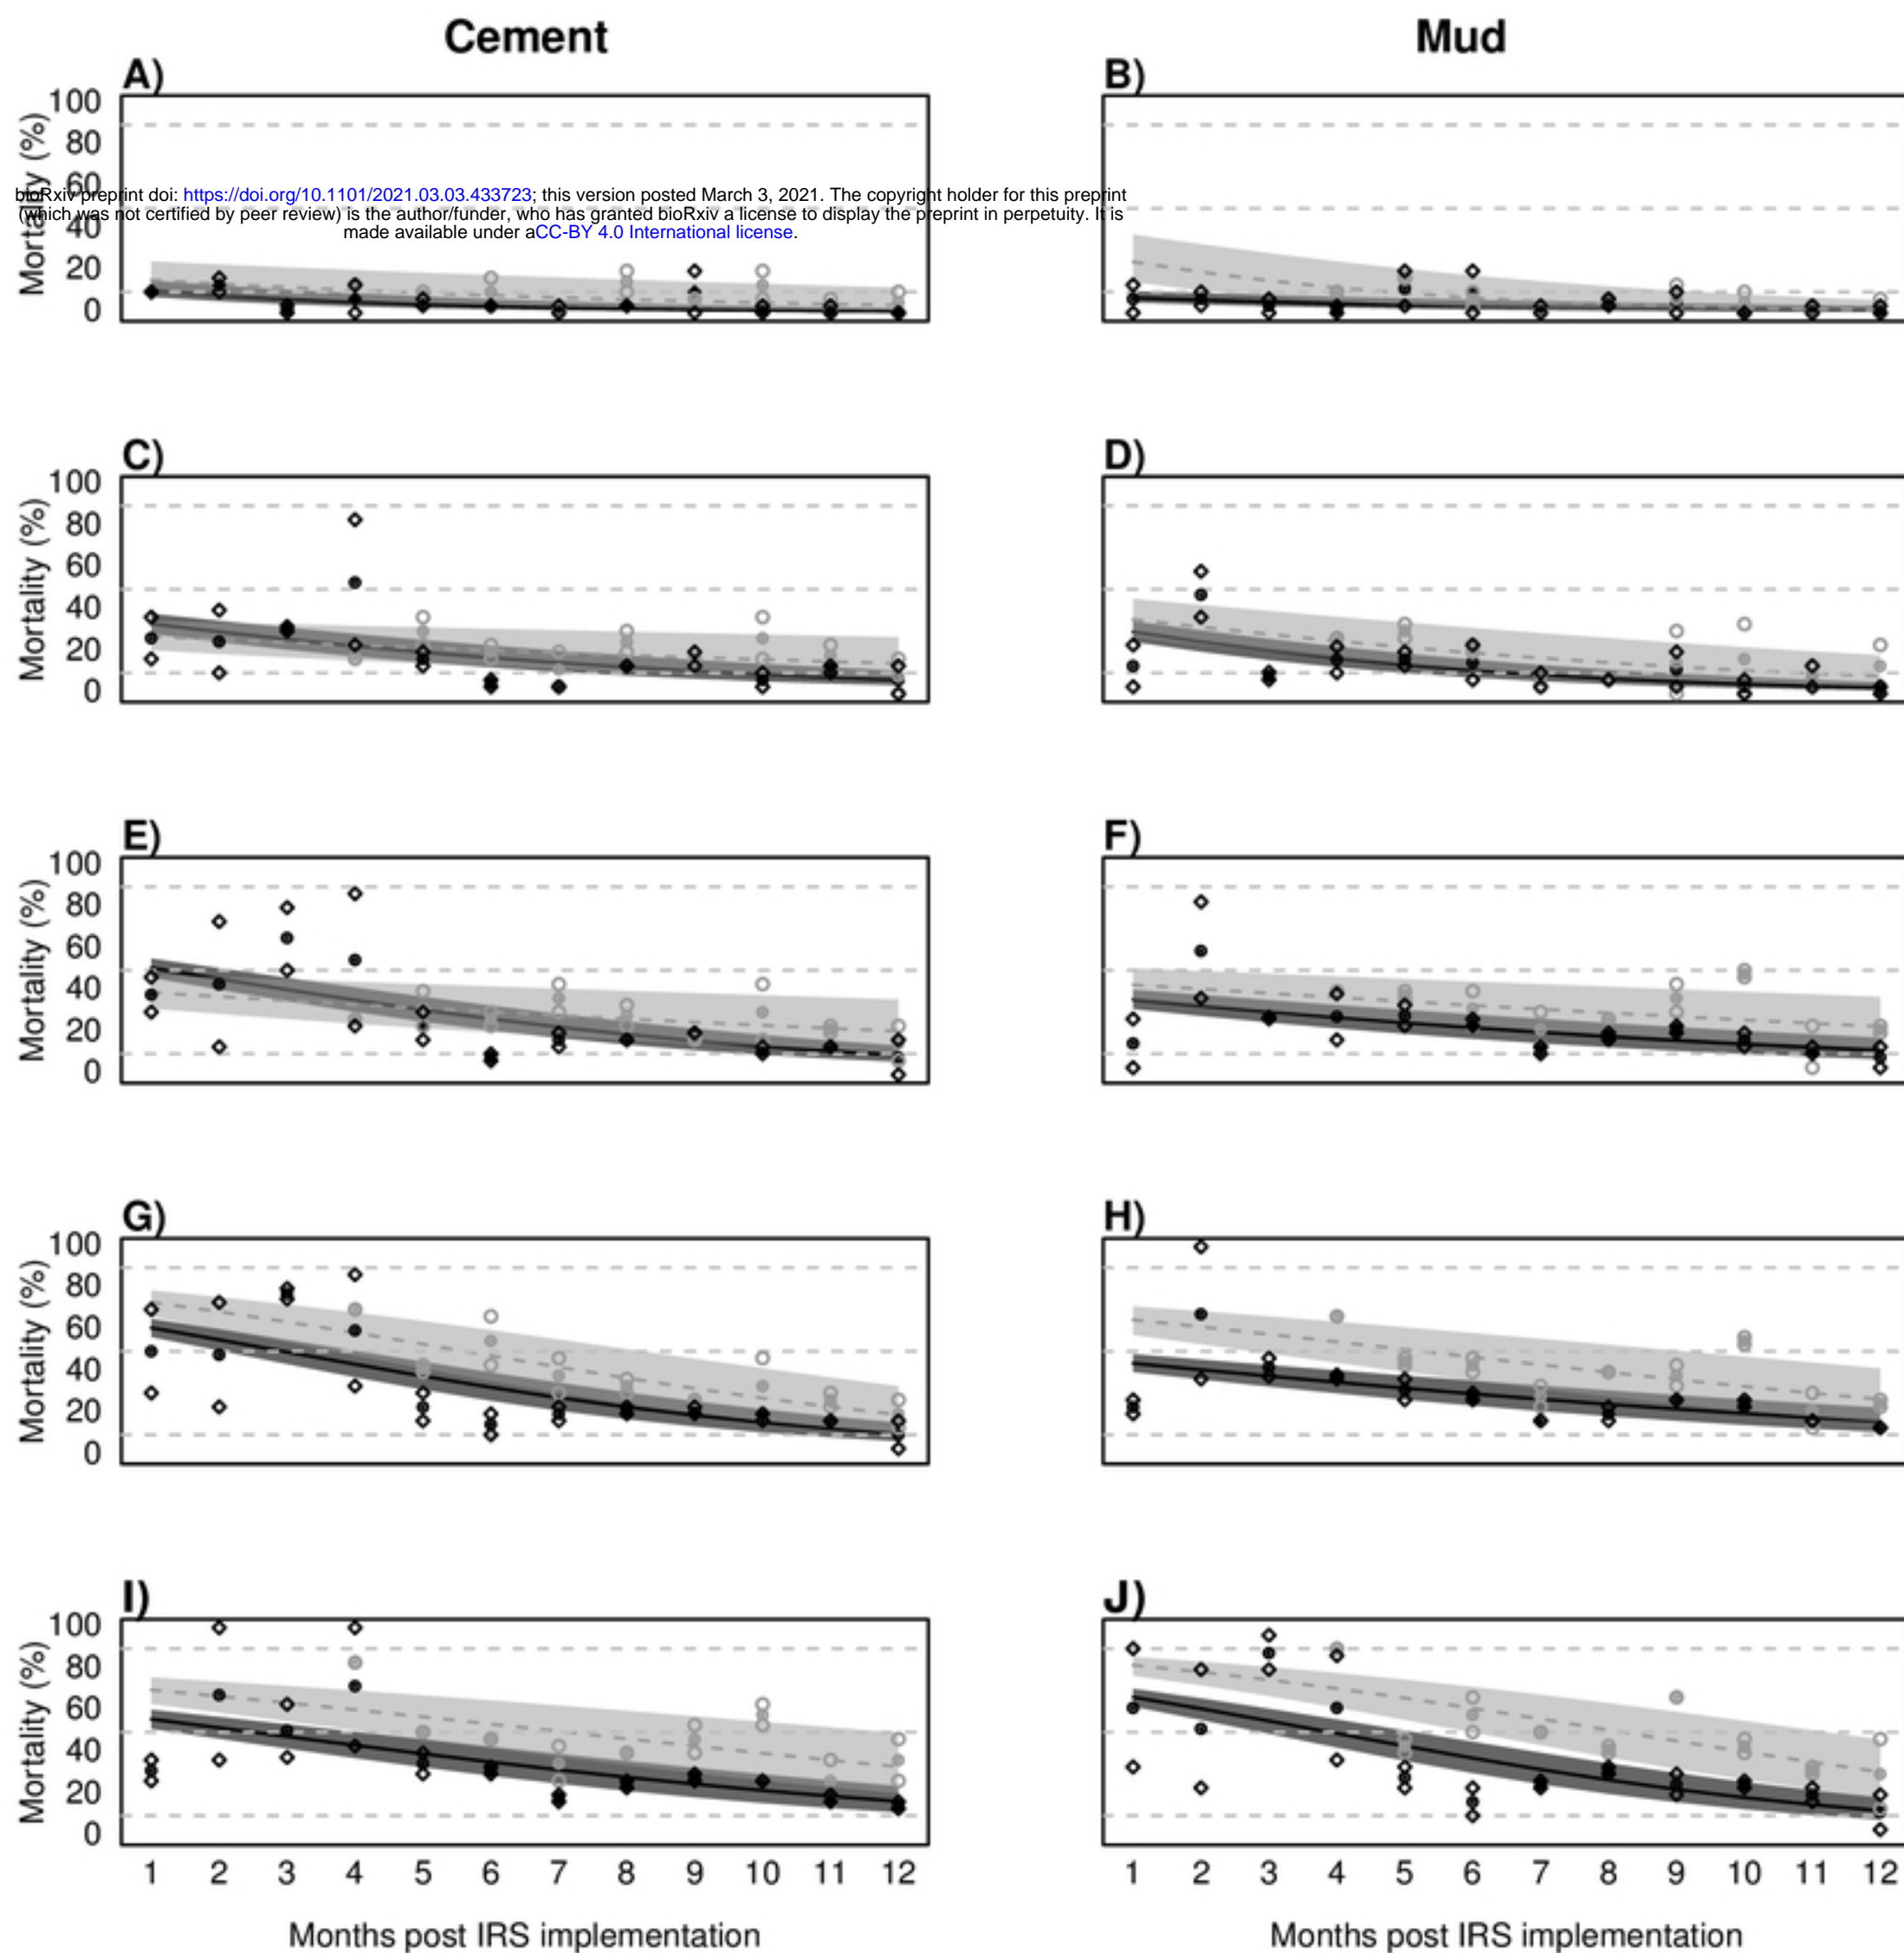 Cement Mud
A) B)
100
80
60
40
20
0
Mortality (%)
bioRxiv preprint doi: https://doi.org/10.1101/2021.03.03.433723; this version posted March 3, 2021. The copyright holder for this preprint
(which was not certified by peer review) is the author/funder, who has granted bioRxiv a license to display the preprint in perpetuity. It is
made available under aCC-BY 4.0 International license.
C) D)
100
80
60
40
20
0
Mortality (%)
E) F)
100
80
60
40
20
0
Mortality (%)
G) H)
100
80
60
40
20
0
Mortality (%)
I) J)
100
80
60
40
20
0
Mortality (%)
1 2 3 4 5 6 7 8 9 10 11 12 1 2 3 4 5 6 7 8 9 10 11 12
Months post IRS implementation Months post IRS implementation